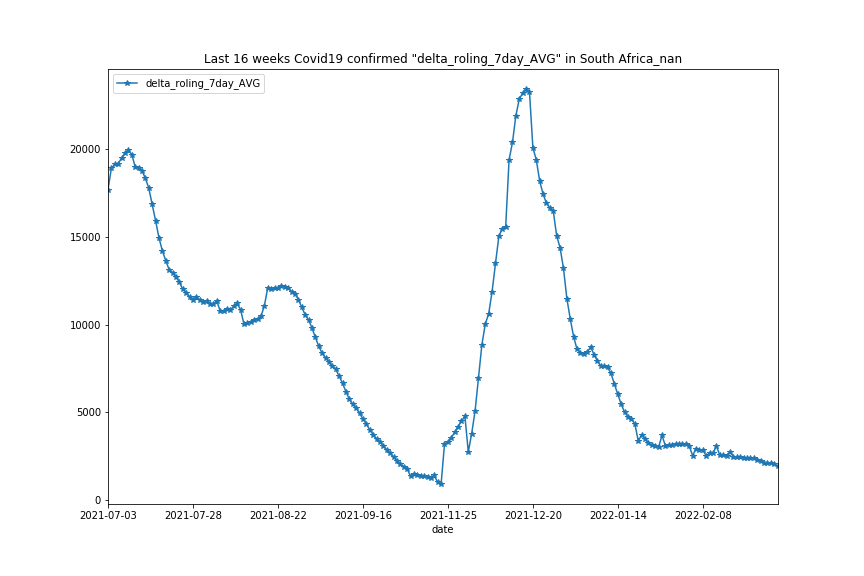 Last 16 weeks Covid19 confirmed "delta_roling_7day_AVG" in South Africa_nan
delta_roling_7day_AVG
20000
15000
10000
5000
0
2021-07-03 2021-07-28 2021-08-22 2021-09-16 2021-11-25 2021-12-20 2022-01-14 2022-02-08
date